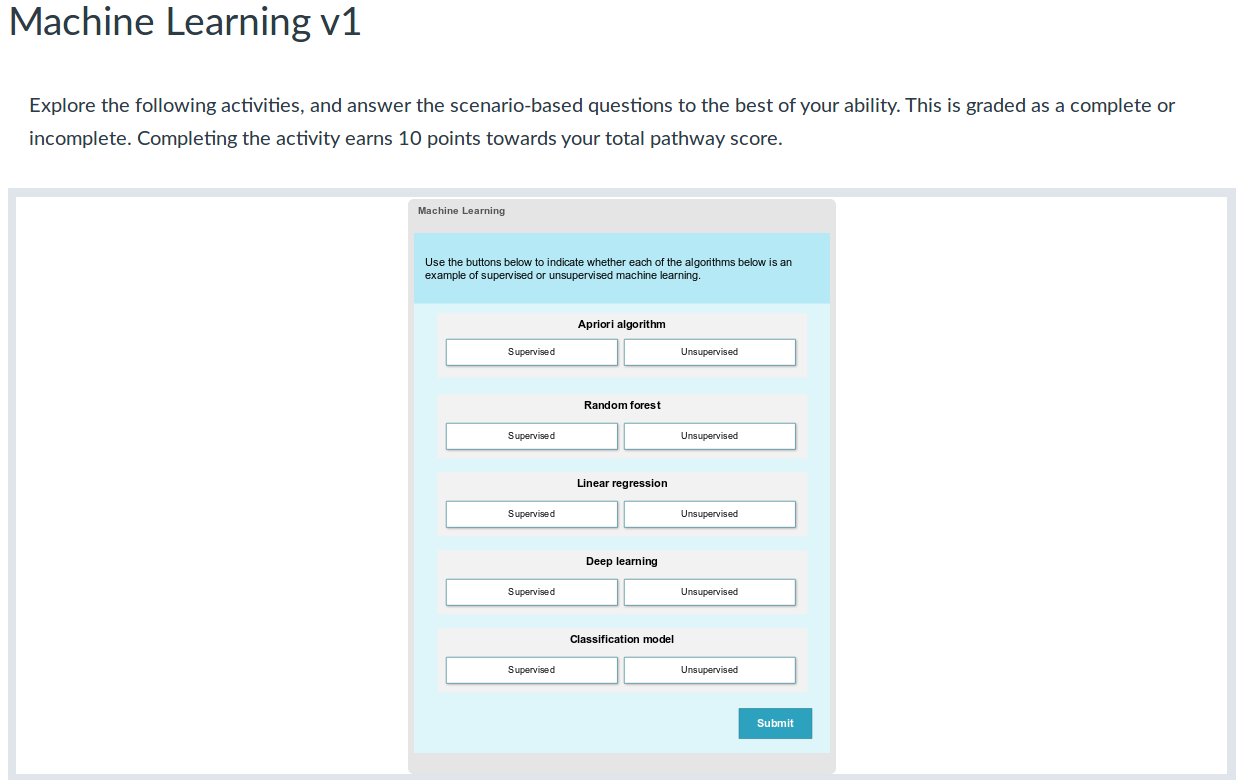 Machine Learning v1
Explore the following activities, and answer the scenario-based questions to the best of your ability. This is graded as a complete or
incomplete. Completing the activity earns 10 points towards your total pathway score.
Machine Learning
Use the buttons below to indicate whether each of the algorithms below is an
example of supervised or unsupervised machine learning.
Apriori algorithm
Supervised Unsupervised
Random forest
Supervised Unsupervised
Linear regression
Supervised Unsupervised
Deep learning
Supervised Unsupervised
Classification model
Supervised Unsupervised
Submit